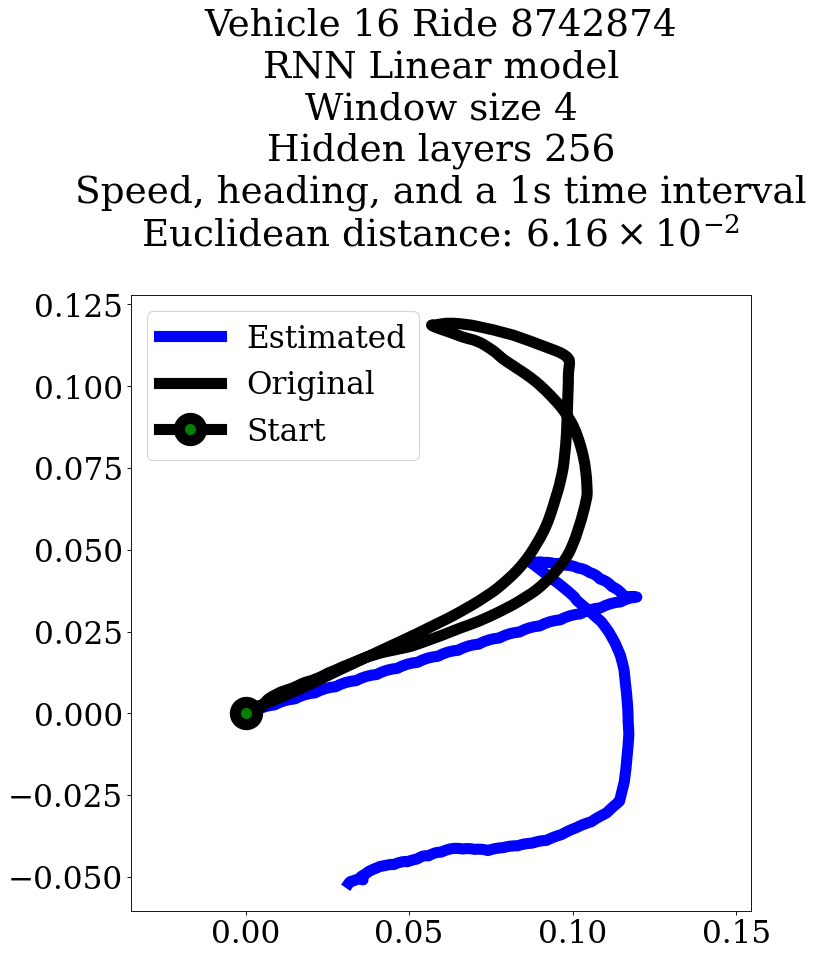 Vehicle 16 Ride 8742874
RNN Linear model
Window size 4
Hidden layers 256
Speed, heading, and a 1s time interval
Euclidean distance: 6.16 × 10⁻²
0.125
0.100
0.075
0.050
0.025
0.000
−0.025
−0.050
Estimated
Original
Start
0.00
0.05
0.10
0.15